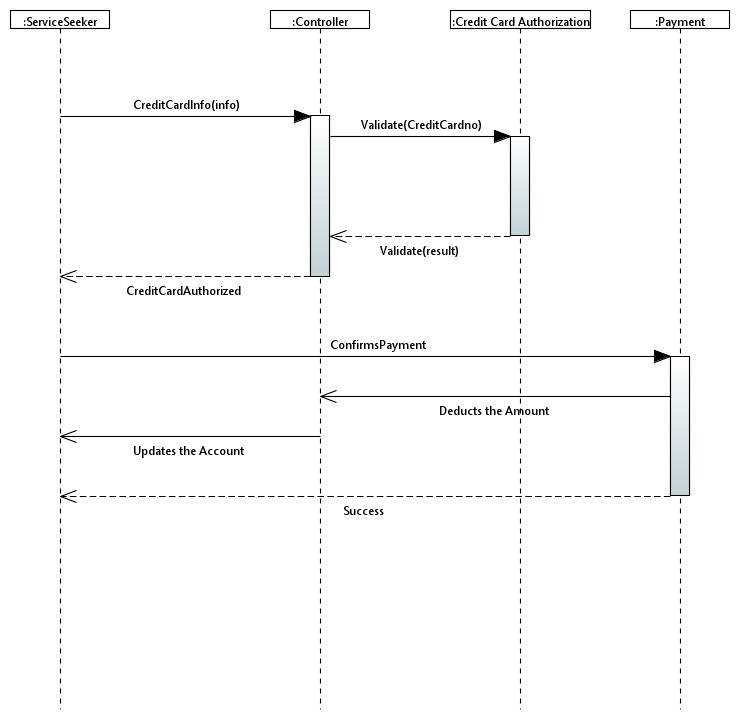 :ServiceSeeker
:Controller
:Credit Card Authorization
:Payment
CreditCardInfo(info)
Validate(CreditCardno)
Validate(result)
CreditCardAuthorized
ConfirmsPayment
Deducts the Amount
Updates the Account
Success